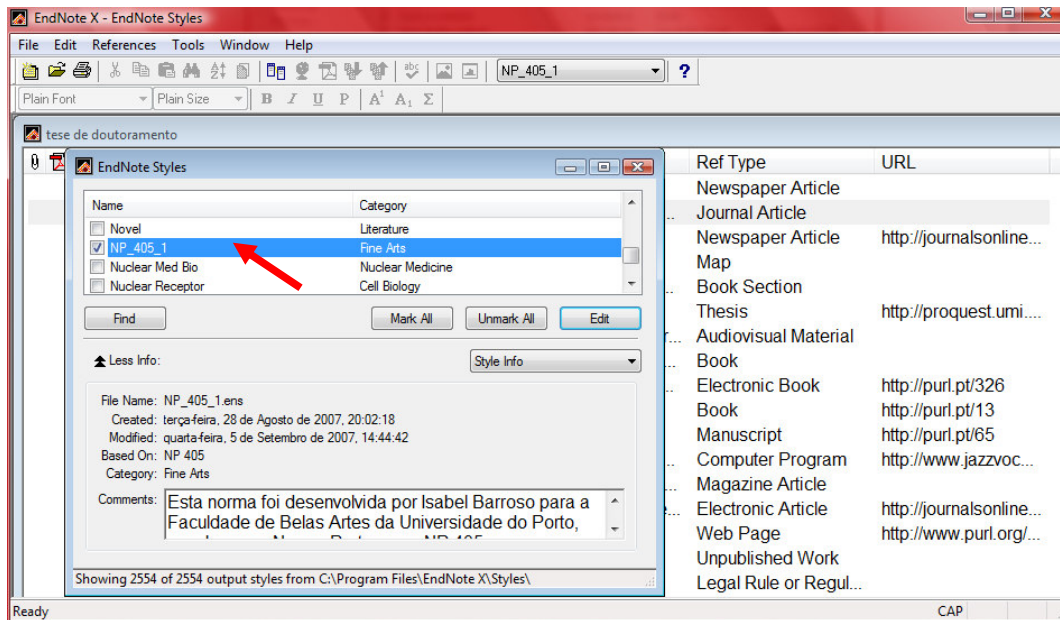 EndNote X - EndNote Styles
File Edit References Tools Window Help
NP_405_1
Plain Font Plain Size B I U P A¹ A₁ Σ
tese de doutoramento
EndNote Styles
Name Category
Novel Literature
NP_405_1 Fine Arts
Nuclear Med Bio Nuclear Medicine
Nuclear Receptor Cell Biology
Find Mark All Unmark All Edit
Less Info: Style Info
File Name: NP_405_1.ens
Created: terça-feira, 28 de Agosto de 2007, 20:02:18
Modified: quarta-feira, 5 de Setembro de 2007, 14:44:42
Based On: NP 405
Category: Fine Arts
Comments: Esta norma foi desenvolvida por Isabel Barroso para a
Faculdade de Belas Artes da Universidade do Porto,
Showing 2554 of 2554 output styles from C:\Program Files\EndNote X\Styles\
Ref Type URL
Newspaper Article
Journal Article
Newspaper Article http://journalsonline...
Map
Book Section
Thesis http://proquest.umi....
Audiovisual Material
Book
Electronic Book http://purl.pt/326
Book http://purl.pt/13
Manuscript http://purl.pt/65
Computer Program http://www.jazzvoc...
Magazine Article
Electronic Article http://journalsonline...
Web Page http://www.purl.org/...
Unpublished Work
Legal Rule or Regul...
Ready CAP